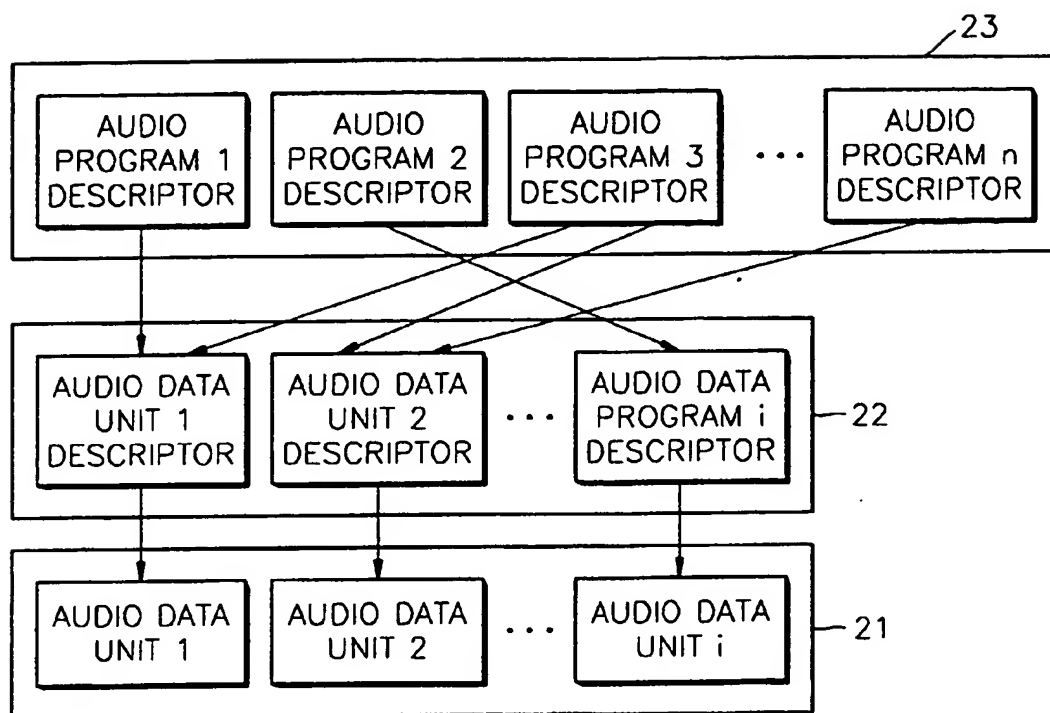 23
AUDIO
PROGRAM 1
DESCRIPTOR
AUDIO
PROGRAM 2
DESCRIPTOR
AUDIO
PROGRAM 3
DESCRIPTOR
...
AUDIO
PROGRAM n
DESCRIPTOR
AUDIO DATA
UNIT 1
DESCRIPTOR
AUDIO DATA
UNIT 2
DESCRIPTOR
...
AUDIO DATA
PROGRAM i
DESCRIPTOR
22
AUDIO DATA
UNIT 1
AUDIO DATA
UNIT 2
...
AUDIO DATA
UNIT i
21